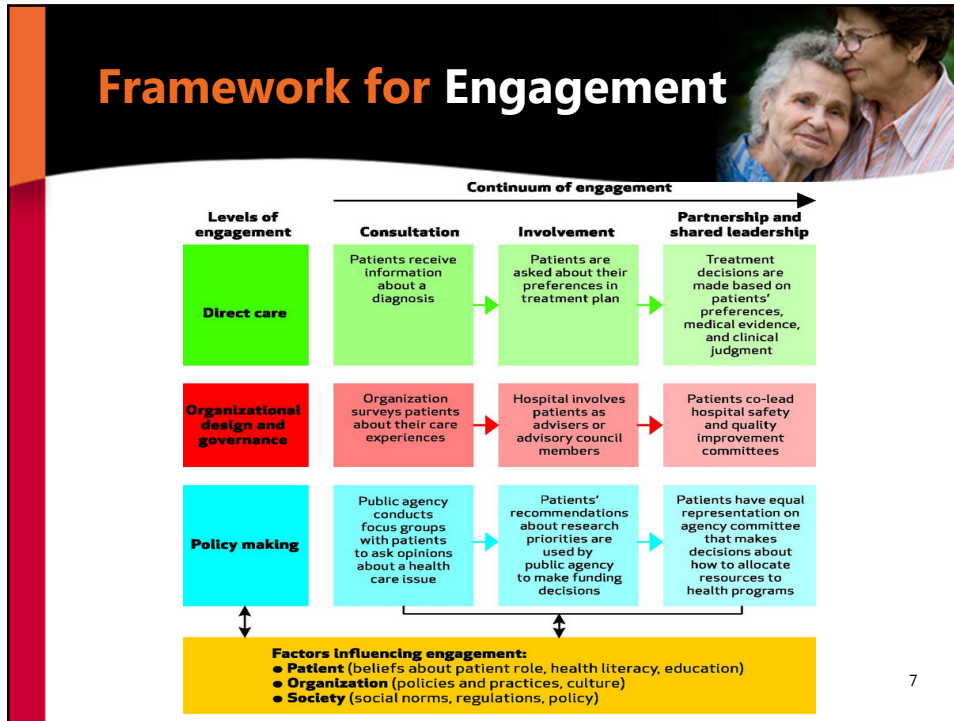 Framework for Engagement
Continuum of engagement
Levels of
engagement
Consultation
Involvement
Partnership and
shared leadership
Direct care
Patients receive
information
about a
diagnosis
Patients are
asked about their
preferences in
treatment plan
Treatment
decisions are
made based on
patients'
preferences,
medical evidence,
and clinical
judgment
Organizational
design and
governance
Organization
surveys patients
about their care
experiences
Hospital involves
patients as
advisers or
advisory council
members
Patients co-lead
hospital safety
and quality
improvement
committees
Policy making
Public agency
conducts
focus groups
with patients
to ask opinions
about a health
care issue
Patients'
recommendations
about research
priorities are
used by
public agency
to make funding
decisions
Patients have equal
representation on
agency committee
that makes
decisions about
how to allocate
resources to
health programs
Factors influencing engagement:
● Patient (beliefs about patient role, health literacy, education)
● Organization (policies and practices, culture)
● Society (social norms, regulations, policy)
7